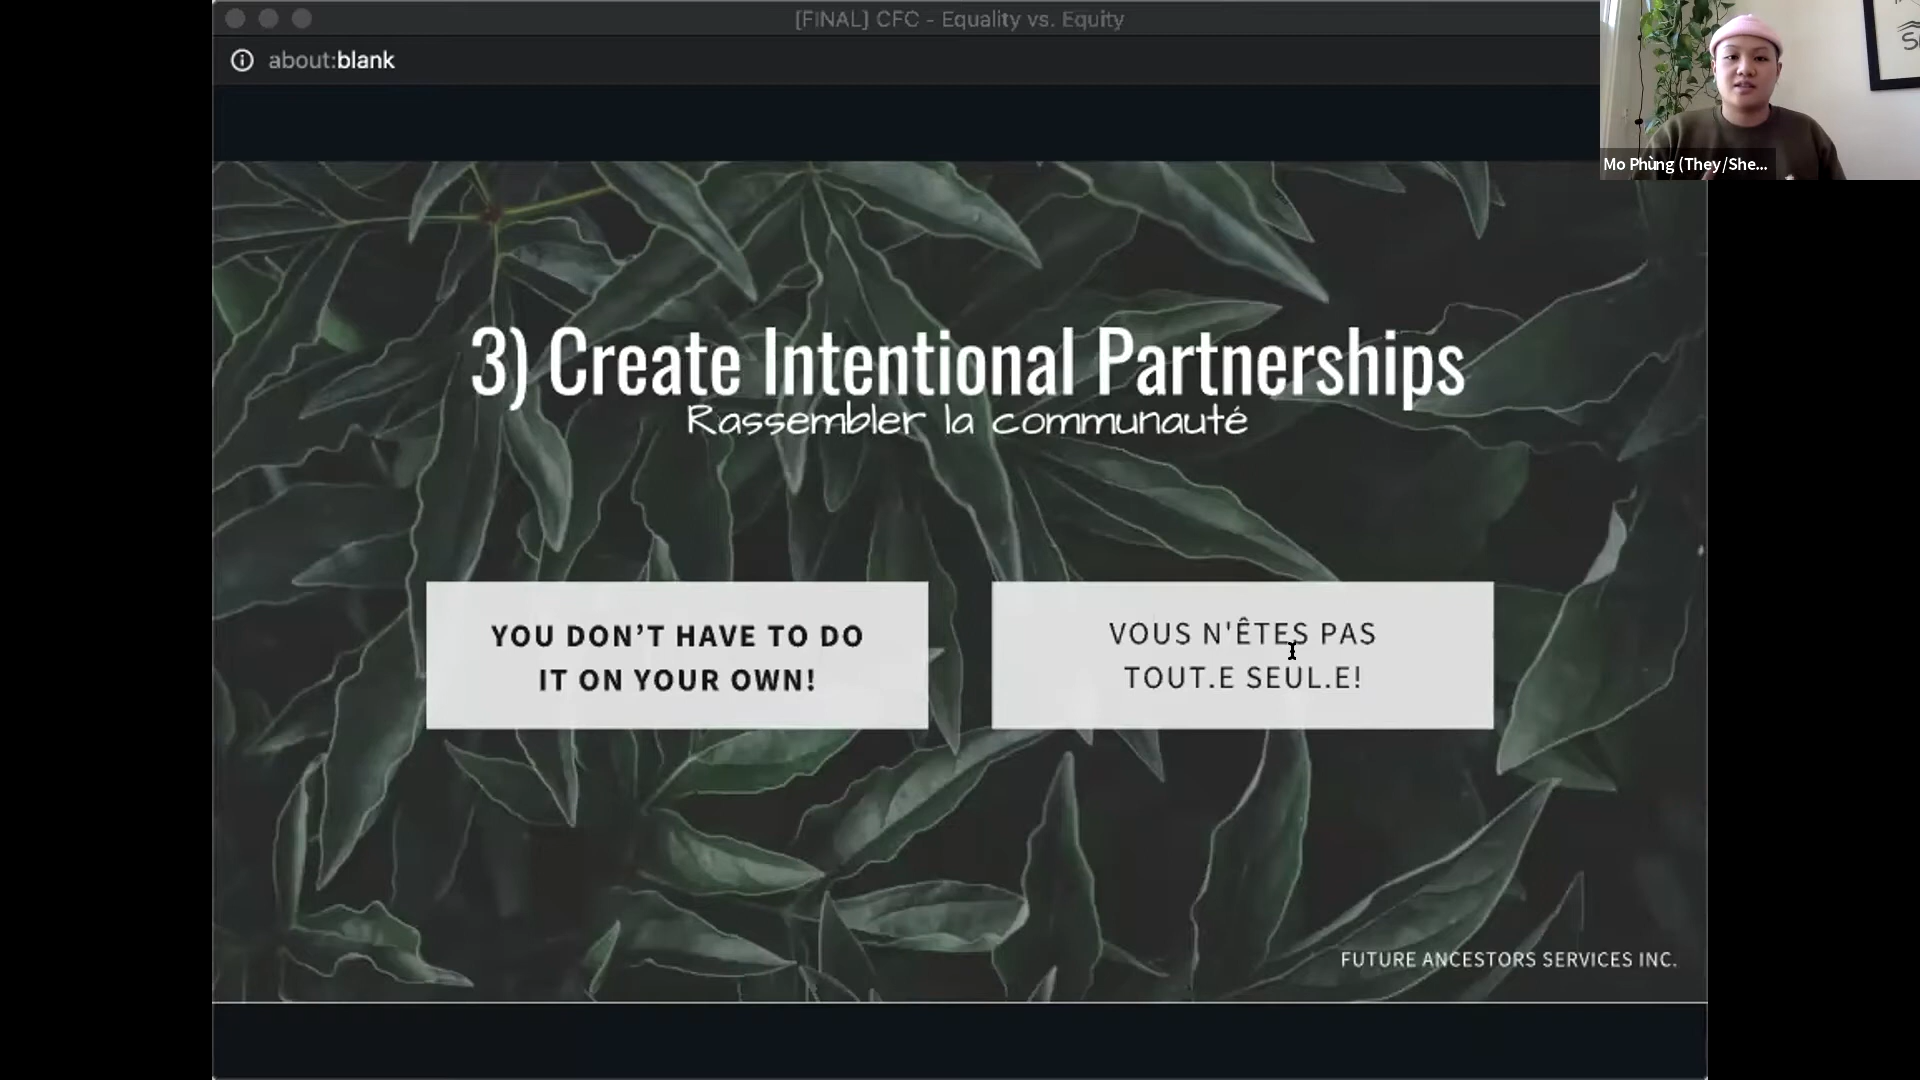 [FINAL] CFC - Equality vs. Equity
about:blank
Mo Phùng (They/She...
3) Create Intentional Partnerships
Rassembler la communauté
YOU DON'T HAVE TO DO
IT ON YOUR OWN!
VOUS N'ÊTES PAS
TOUT.E SEUL.E!
FUTURE ANCESTORS SERVICES INC.